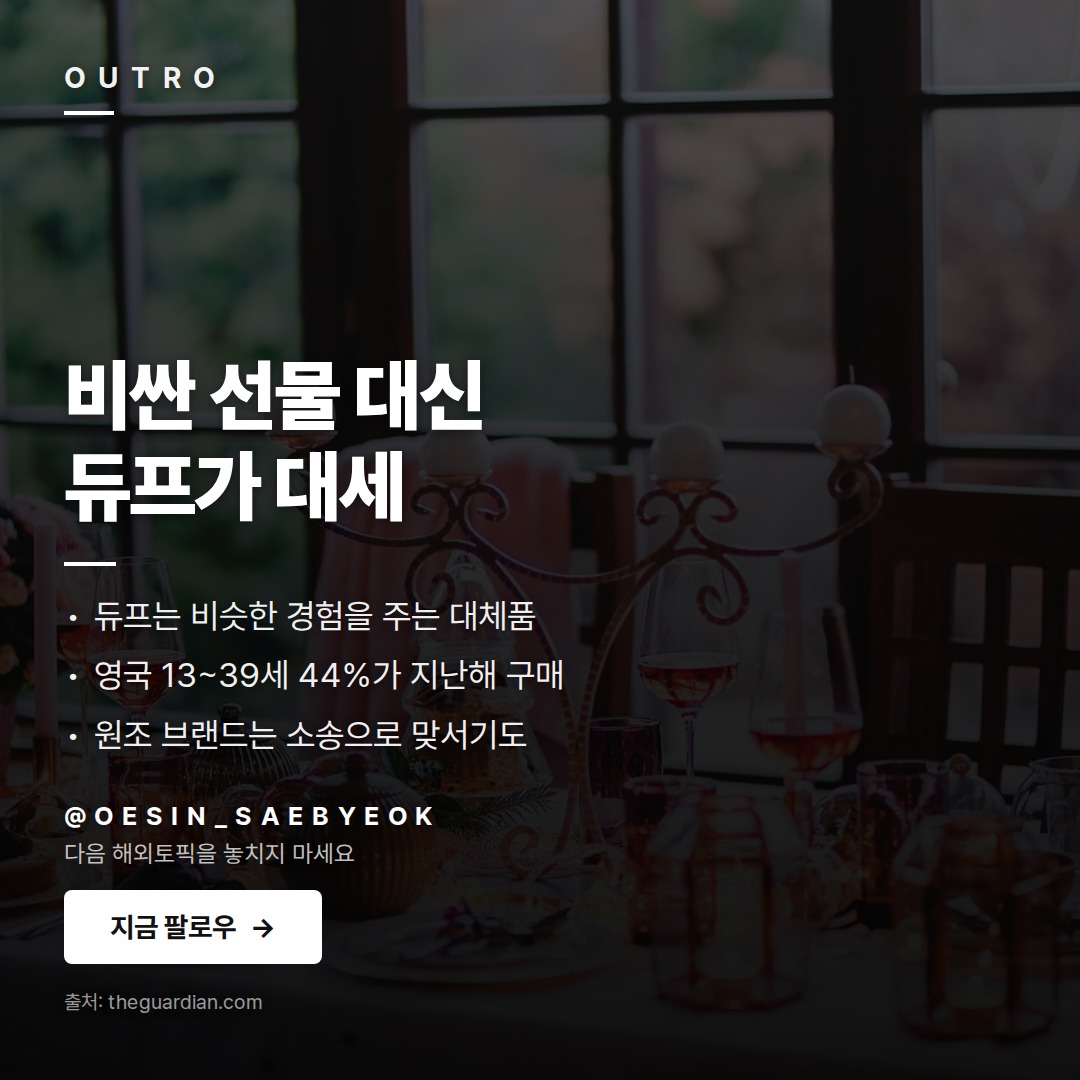 OUTRO
비싼 선물 대신
듀프가 대세
• 듀프는 비슷한 경험을 주는 대체품
• 영국 13~39세 44%가 지난해 구매
• 원조 브랜드는 소송으로 맞서기도
@OESIN_SAEBYEOK
다음 해외토픽을 놓치지 마세요
지금 팔로우 →
출처: theguardian.com